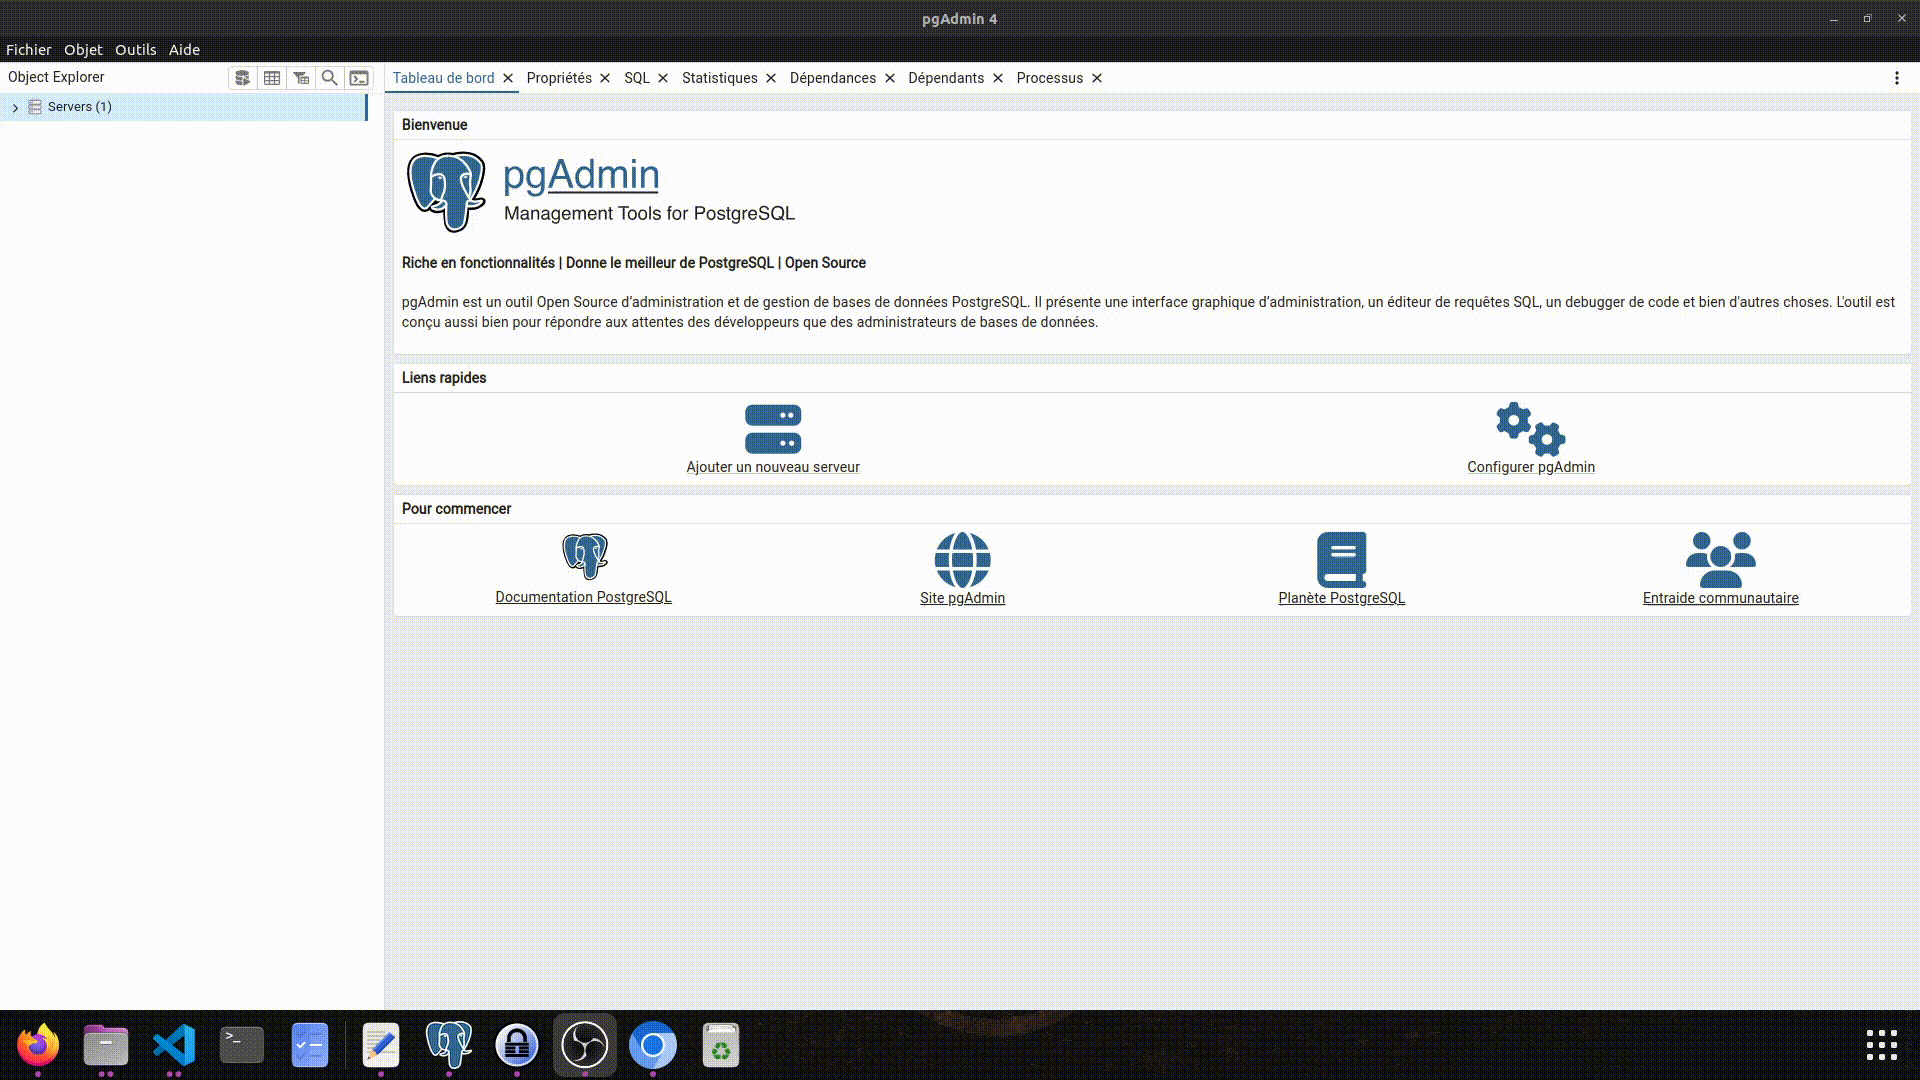 pgAdmin 4
Fichier Objet Outils Aide
Object Explorer
Tableau de bord Propriétés SQL Statistiques Dépendances Dépendants Processus
Servers (1)
Bienvenue
pgAdmin
Management Tools for PostgreSQL
Riche en fonctionnalités | Donne le meilleur de PostgreSQL | Open Source
pgAdmin est un outil Open Source d'administration et de gestion de bases de données PostgreSQL. Il présente une interface graphique d'administration, un éditeur de requêtes SQL, un debugger de code et bien d'autres choses. L'outil est
conçu aussi bien pour répondre aux attentes des développeurs que des administrateurs de bases de données.
Liens rapides
Ajouter un nouveau serveur
Configurer pgAdmin
Pour commencer
Documentation PostgreSQL
Site pgAdmin
Planète PostgreSQL
Entraide communautaire